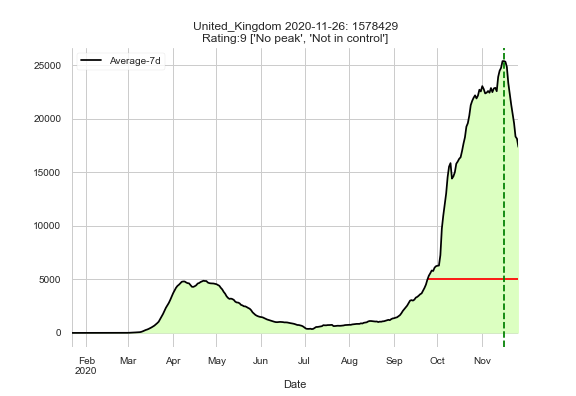 United_Kingdom 2020-11-26: 1578429
Rating:9 ['No peak', 'Not in control']
Average-7d
25000
20000
15000
10000
5000
0
Feb Mar Apr May Jun Jul Aug Sep Oct Nov
2020
Date